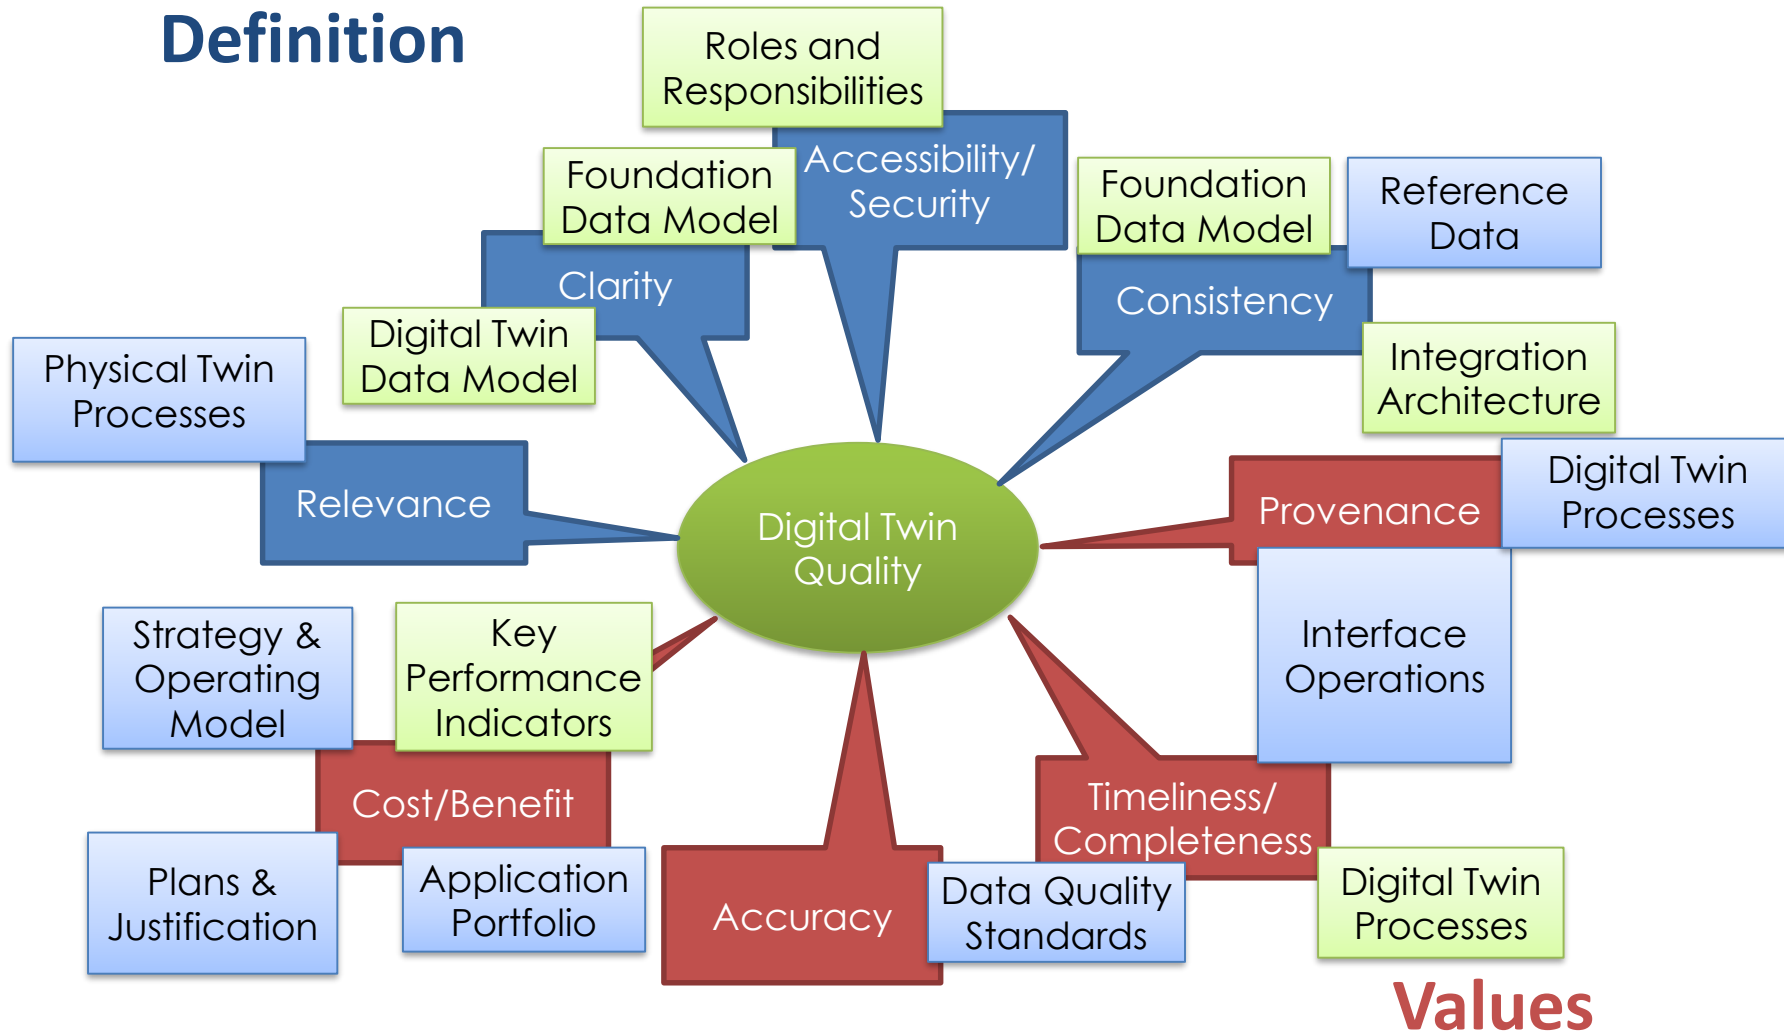 Definition
Roles and
Responsibilities
Accessibility/
Security
Foundation
Data Model
Clarity
Digital Twin
Data Model
Foundation
Data Model
Reference
Data
Consistency
Integration
Architecture
Physical Twin
Processes
Relevance
Digital Twin
Quality
Provenance
Digital Twin
Processes
Interface
Operations
Strategy &
Operating
Model
Key
Performance
Indicators
Cost/Benefit
Plans &
Justification
Application
Portfolio
Accuracy
Timeliness/
Completeness
Data Quality
Standards
Digital Twin
Processes
Values